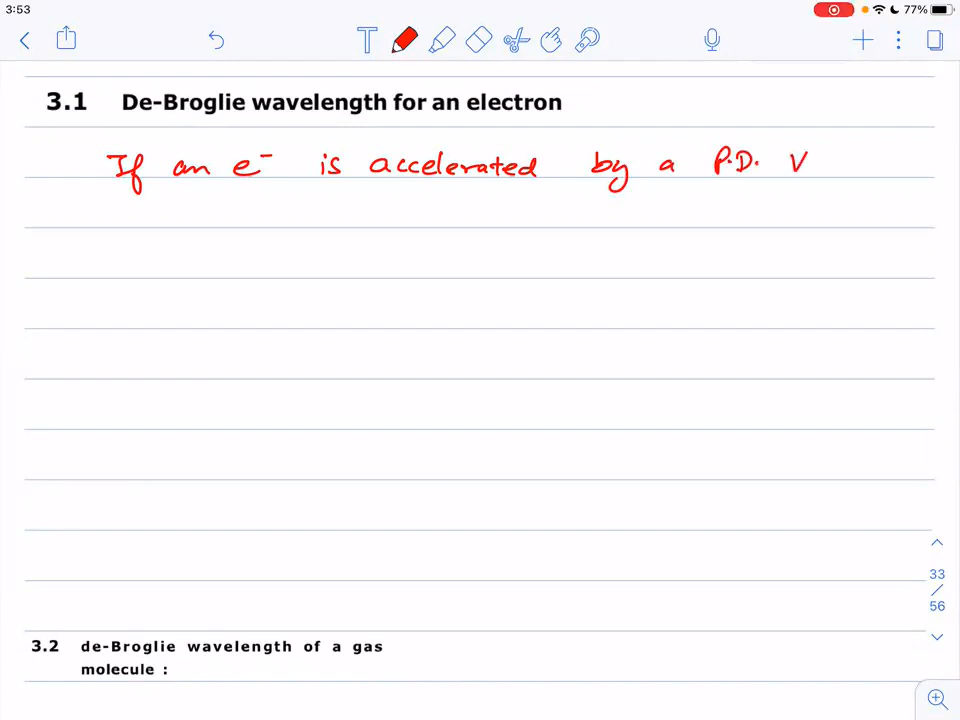 3:53
77%
3.1 De-Broglie wavelength for an electron
If an e⁻ is accelerated by a P.D. V
33
/
56
3.2 de-Broglie wavelength of a gas
molecule :